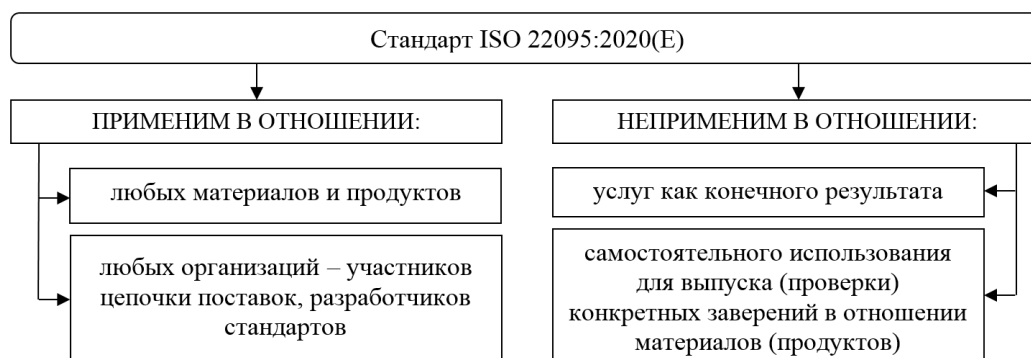 Стандарт ISO 22095:2020(E)
ПРИМЕНИМ В ОТНОШЕНИИ:
любых материалов и продуктов
любых организаций – участников
цепочки поставок, разработчиков
стандартов
НЕПРИМЕНИМ В ОТНОШЕНИИ:
услуг как конечного результата
самостоятельного использования
для выпуска (проверки)
конкретных заверений в отношении
материалов (продуктов)